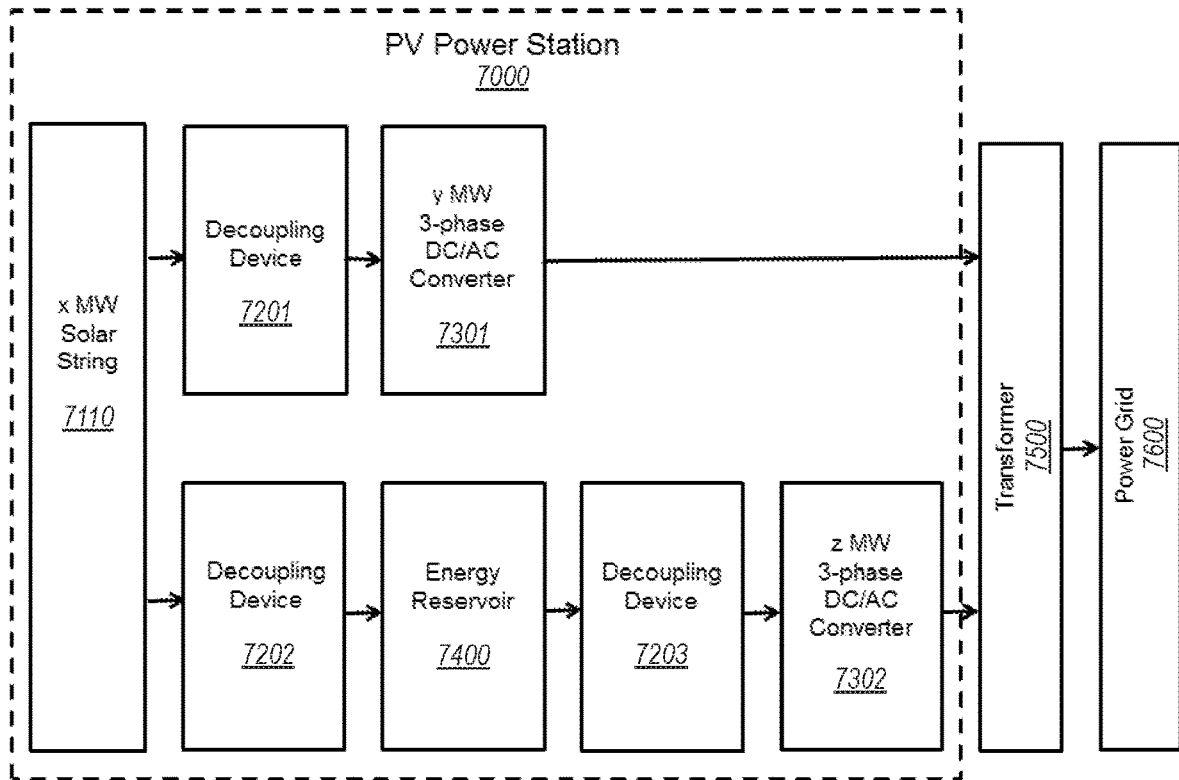 PV Power Station
7000
x MW
Solar
String
7110
Decoupling
Device
7201
y MW
3-phase
DC/AC
Converter
7301
Decoupling
Device
7202
Energy
Reservoir
7400
Decoupling
Device
7203
z MW
3-phase
DC/AC
Converter
7302
Transformer
7500
Power Grid
7600